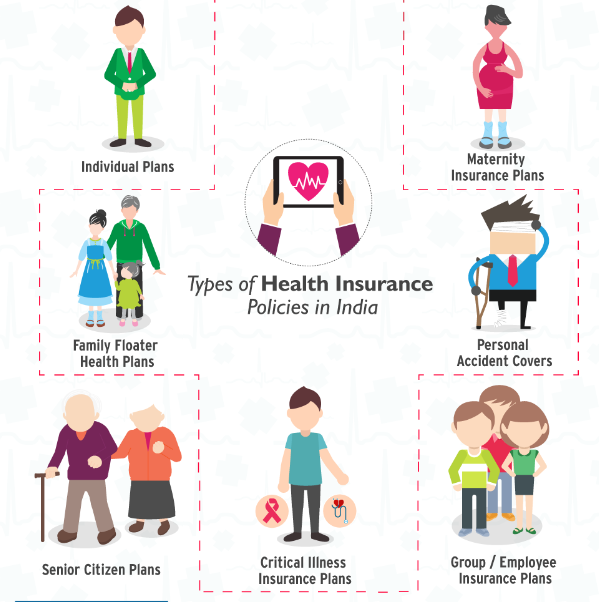 Individual Plans
Maternity
Insurance Plans
Types of Health Insurance
Policies in India
Family Floater
Health Plans
Personal
Accident Covers
Senior Citizen Plans
Critical Illness
Insurance Plans
Group / Employee
Insurance Plans